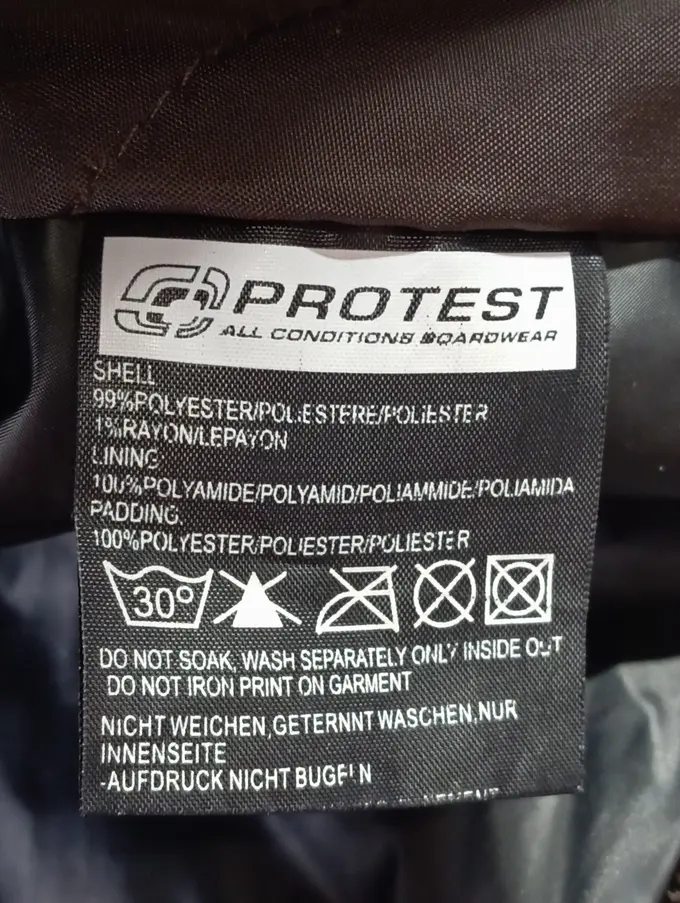 PROTEST
ALL CONDITIONS BOARDWEAR
SHELL
99%POLYESTER/POLIESTERE/POLIESTER
1%RAYON/LEPAYON
LINING
100%POLYAMIDE/POLYAMID/POLIAMMIDE/POLIAMIDA
PADDING.
100%POLYESTER/POLIESTER/POLIESTER
30°
DO NOT SOAK, WASH SEPARATELY ONLY INSIDE OUT
DO NOT IRON PRINT ON GARMENT
NICHT WEICHEN,GETERNNT WASCHEN,NUR
INNENSEITE
-AUFDRUCK NICHT BUGELN